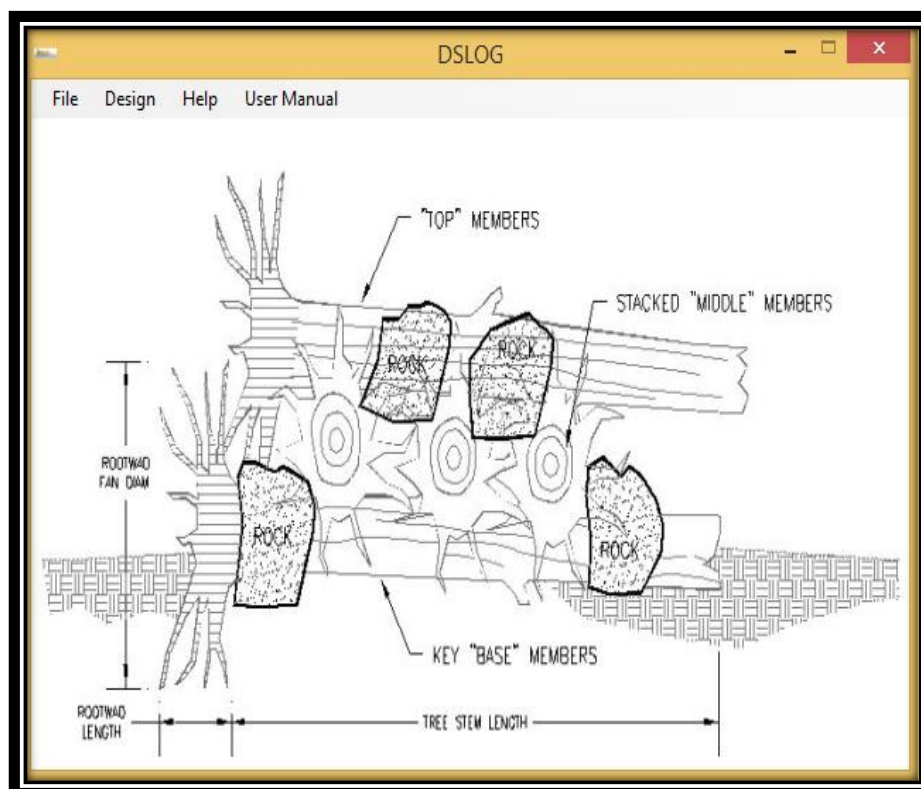 DSLOG
File Design Help User Manual
"TOP" MEMBERS
STACKED "MIDDLE" MEMBERS
ROCK
ROCK
ROOTWAD
FAN DIAM
ROCK
ROCK
KEY "BASE" MEMBERS
ROOTWAD
LENGTH
TREE STEM LENGTH